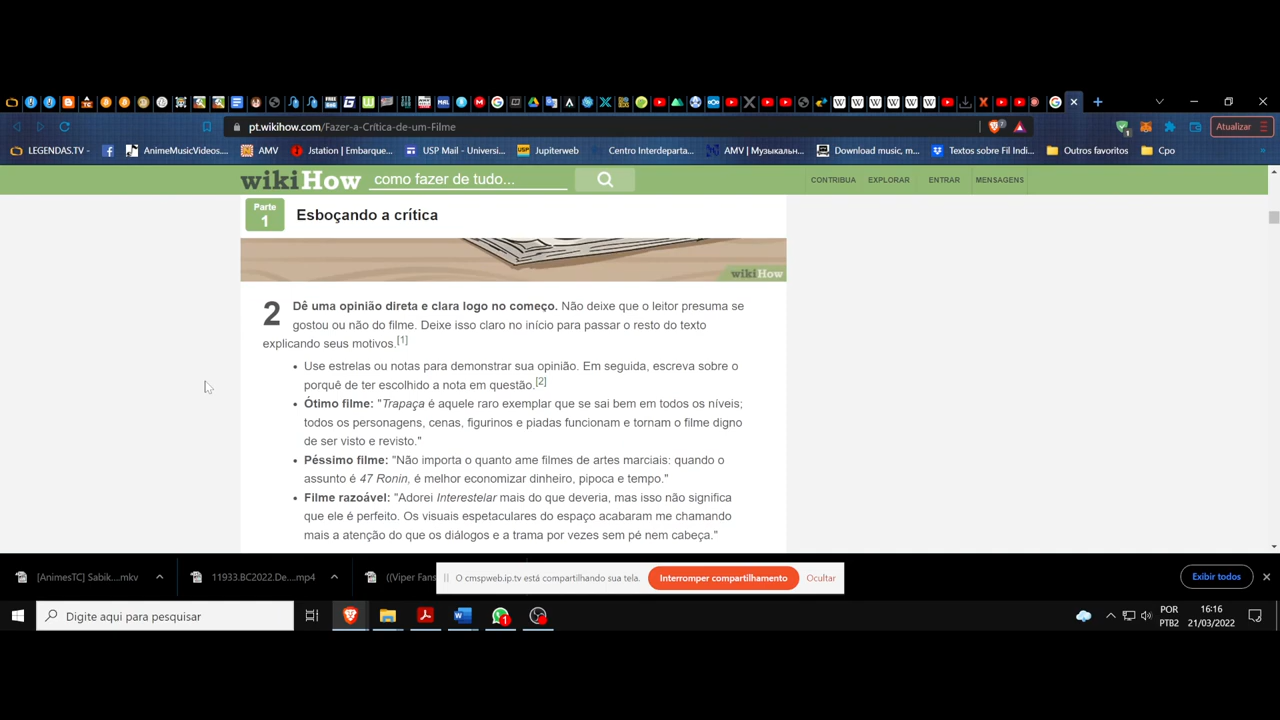 pt.wikihow.com/Fazer-a-Crítica-de-um-Filme
Atualizar
LEGENDAS.TV
AnimeMusicVideos...
AMV
Jstation | Embarque...
USP Mail - Universi...
Jupiterweb
Centro Interdeparta...
AMV | Музыкальн...
Download music, m...
Textos sobre Fil Indi...
Outros favoritos
Cpo
wikiHow
como fazer de tudo...
CONTRIBUA
EXPLORAR
ENTRAR
MENSAGENS
Parte
1
Esboçando a crítica
wikiHow
2
Dê uma opinião direta e clara logo no começo. Não deixe que o leitor presuma se
gostou ou não do filme. Deixe isso claro no início para passar o resto do texto
explicando seus motivos.[1]
• Use estrelas ou notas para demonstrar sua opinião. Em seguida, escreva sobre o
porquê de ter escolhido a nota em questão.[2]
• Ótimo filme: "Trapaça é aquele raro exemplar que se sai bem em todos os níveis;
todos os personagens, cenas, figurinos e piadas funcionam e tornam o filme digno
de ser visto e revisto."
• Péssimo filme: "Não importa o quanto ame filmes de artes marciais: quando o
assunto é 47 Ronin, é melhor economizar dinheiro, pipoca e tempo."
• Filme razoável: "Adorei Interestelar mais do que deveria, mas isso não significa
que ele é perfeito. Os visuais espetaculares do espaço acabaram me chamando
mais a atenção do que os diálogos e a trama por vezes sem pé nem cabeça."
[AnimesTC] Sabik....mkv
11933.BC2022.De....mp4
((Viper Fans
O cmspweb.ip.tv está compartilhando sua tela.
Interromper compartilhamento
Ocultar
Exibir todos
Digite aqui para pesquisar
POR
PTB2
16:16
21/03/2022